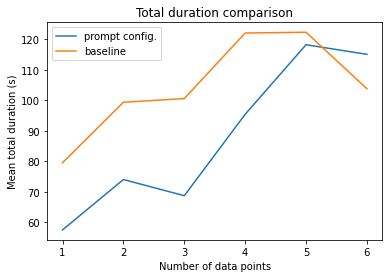 Total duration comparison
prompt config.
baseline
Mean total duration (s)
120
110
100
90
80
70
60
1 2 3 4 5 6
Number of data points